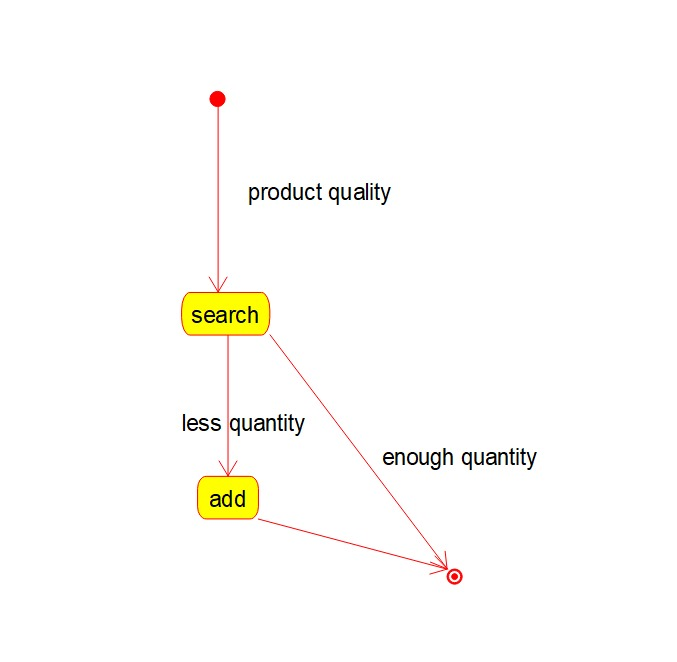 product quality
search
less quantity
enough quantity
add